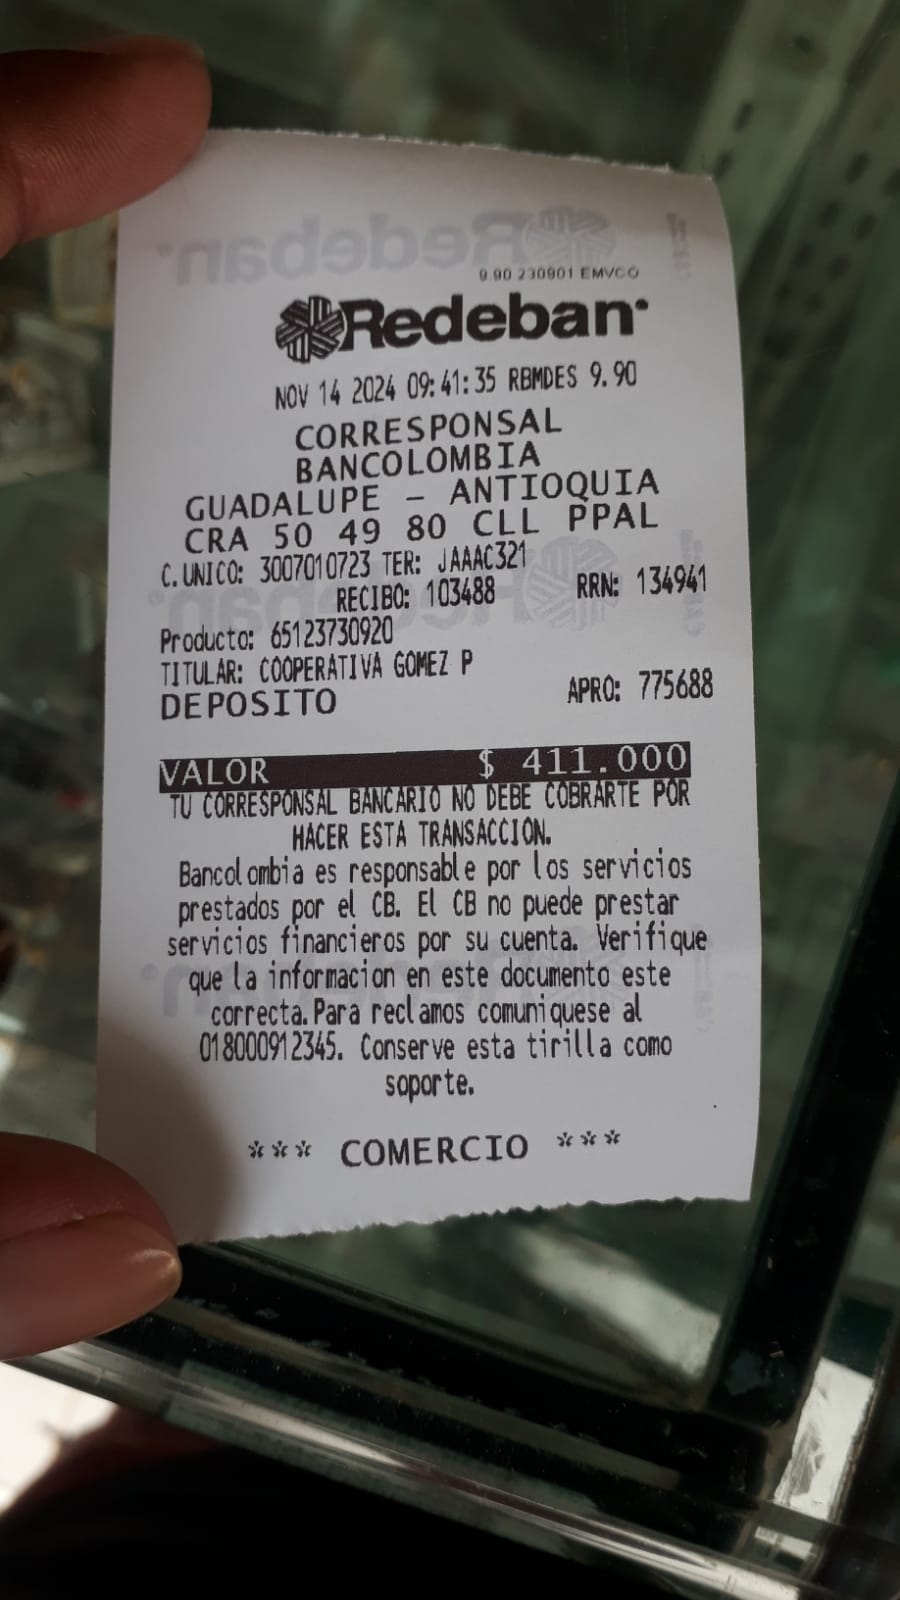 9.90 230901 EMVCO
Redeban
NOV 14 2024 09:41:35 RBMDES 9.90
CORRESPONSAL
BANCOLOMBIA
GUADALUPE - ANTIOQUIA
CRA 50 49 80 CLL PPAL
C.UNICO: 3007010723 TER: JAAAC321
RECIBO: 103488 RRN: 134941
Producto: 65123730920
TITULAR: COOPERATIVA GOMEZ P
DEPOSITO APRO: 775688
VALOR $ 411.000
TU CORRESPONSAL BANCARIO NO DEBE COBRARTE POR
HACER ESTA TRANSACCION.
Bancolombia es responsable por los servicios
prestados por el CB. El CB no puede prestar
servicios financieros por su cuenta. Verifique
que la informacion en este documento este
correcta.Para reclamos comuniquese al
018000912345. Conserve esta tirilla como
soporte.
*** COMERCIO ***